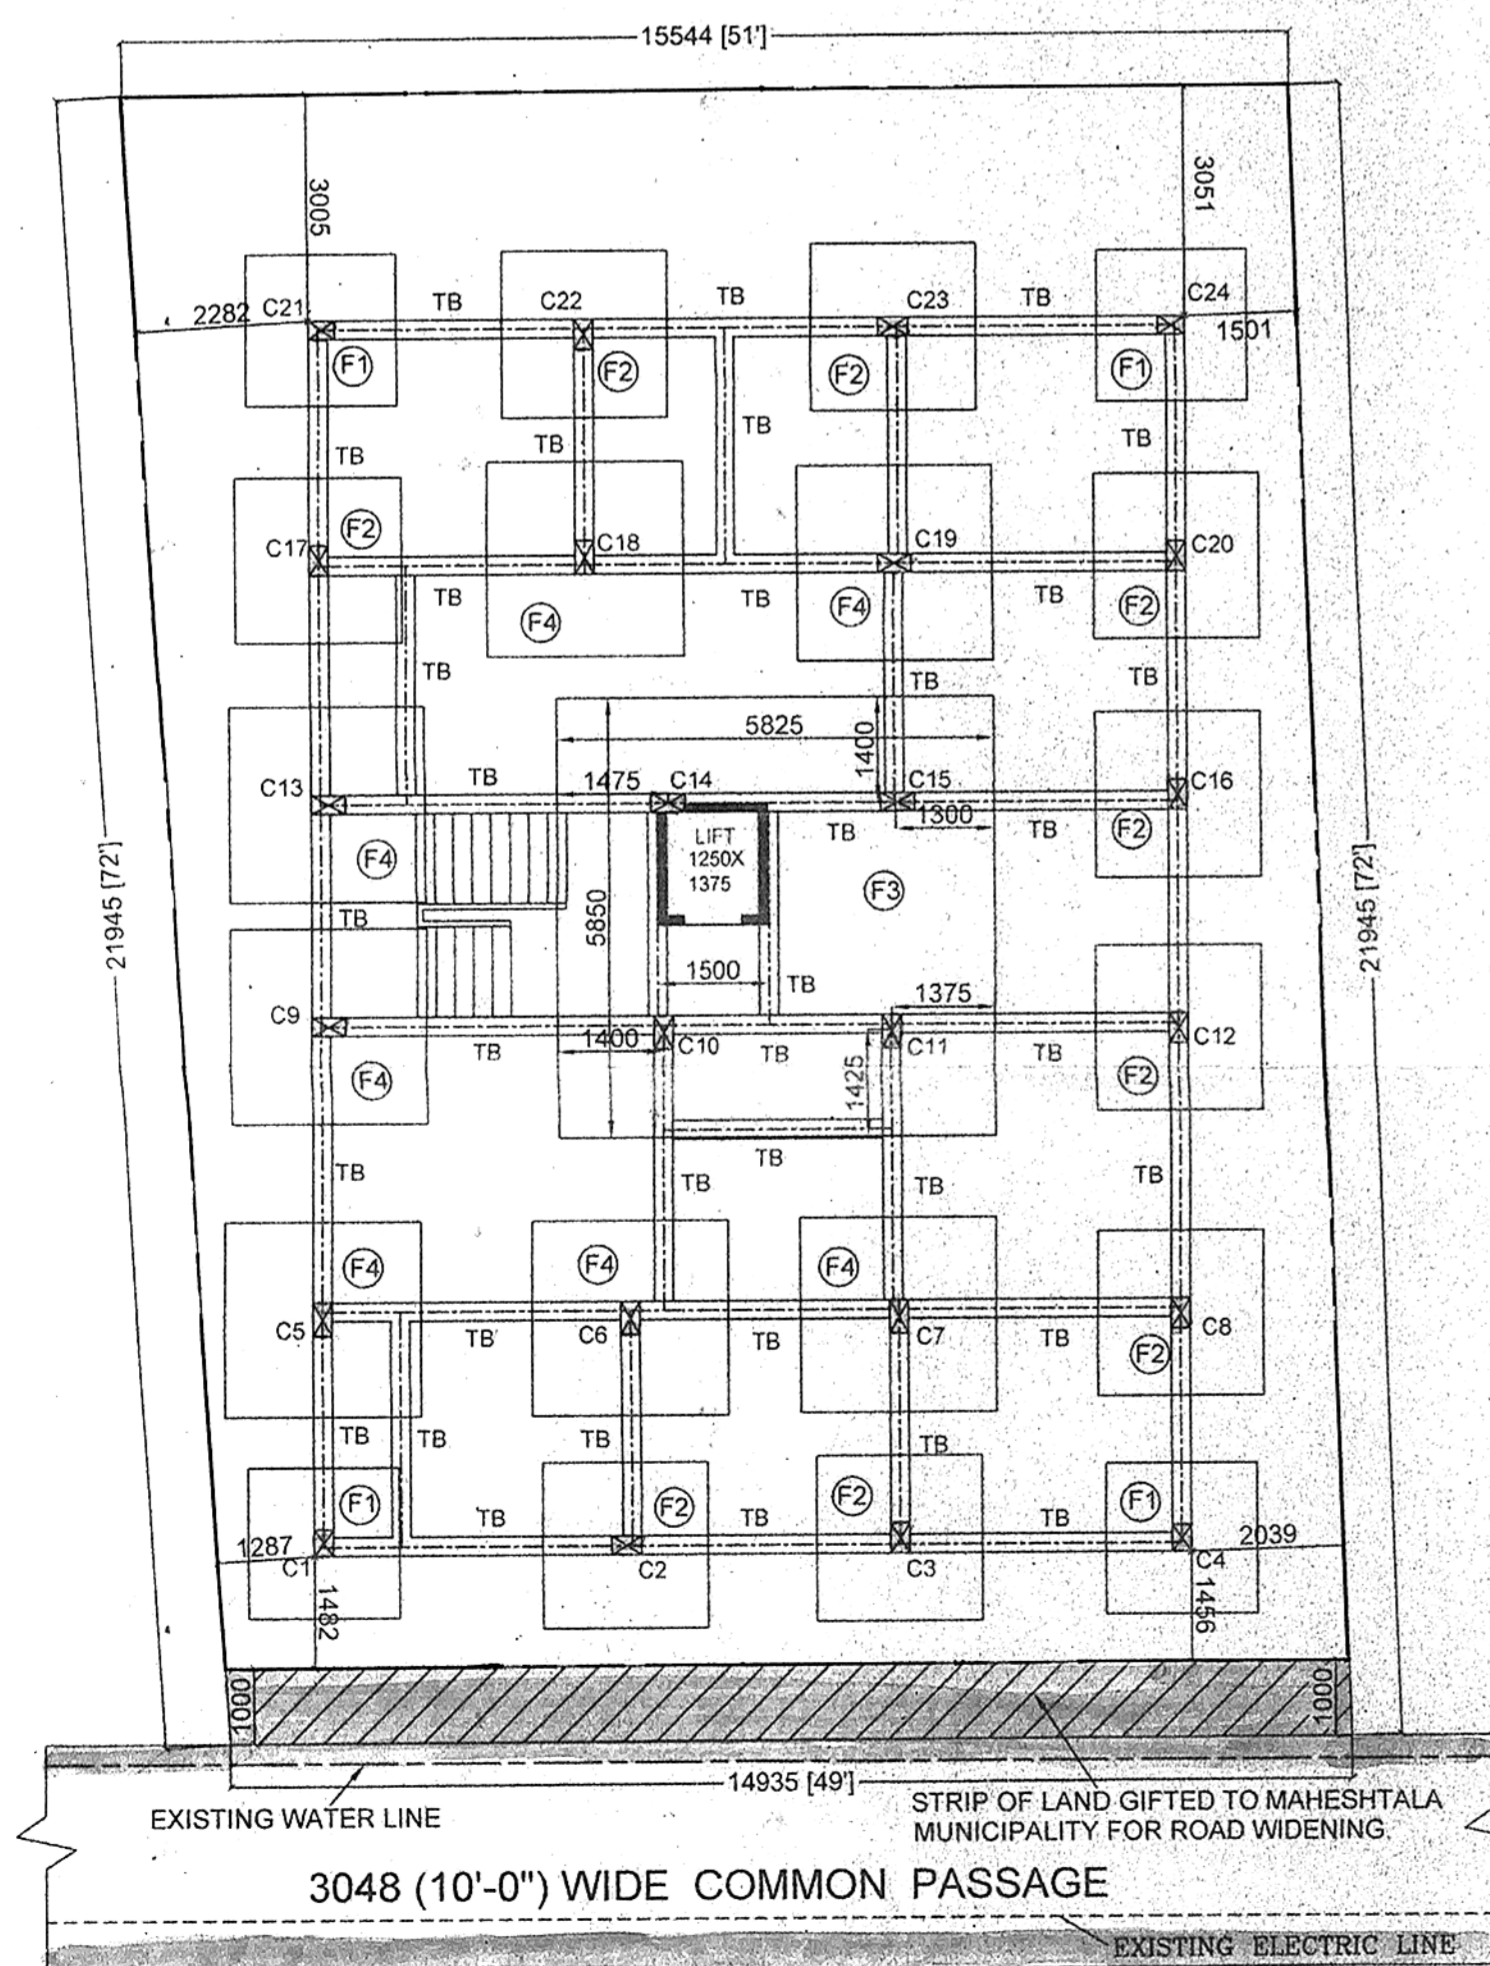 15544 [51']
3005
3051
2282
C21
TB
C22
TB
C23
TB
C24
1501
F1
F2
F2
F1
TB
TB
TB
TB
F2
C17
C18
C19
C20
TB
F4
TB
F4
TB
F2
TB
TB
TB
5825
1400
C13
TB
1475
C14
C15
C16
1300
F4
LIFT
1250X
1375
TB
TB
F2
F3
TB
5850
1500
TB
1375
C9
TB
1400
C10
TB
C11
TB
C12
F4
1425
F2
21945 [72']
21945 [72']
TB
TB
TB
TB
TB
F4
F4
F4
C5
TB
C6
TB
C7
TB
C8
F2
TB
TB
TB
TB
F1
F2
F2
F1
TB
TB
TB
1287
C1
C2
C3
C4
2039
1482
1456
1000
1000
14935 [49']
EXISTING WATER LINE
STRIP OF LAND GIFTED TO MAHESHTALA
MUNICIPALITY FOR ROAD WIDENING.
3048 (10'-0") WIDE COMMON PASSAGE
EXISTING ELECTRIC LINE